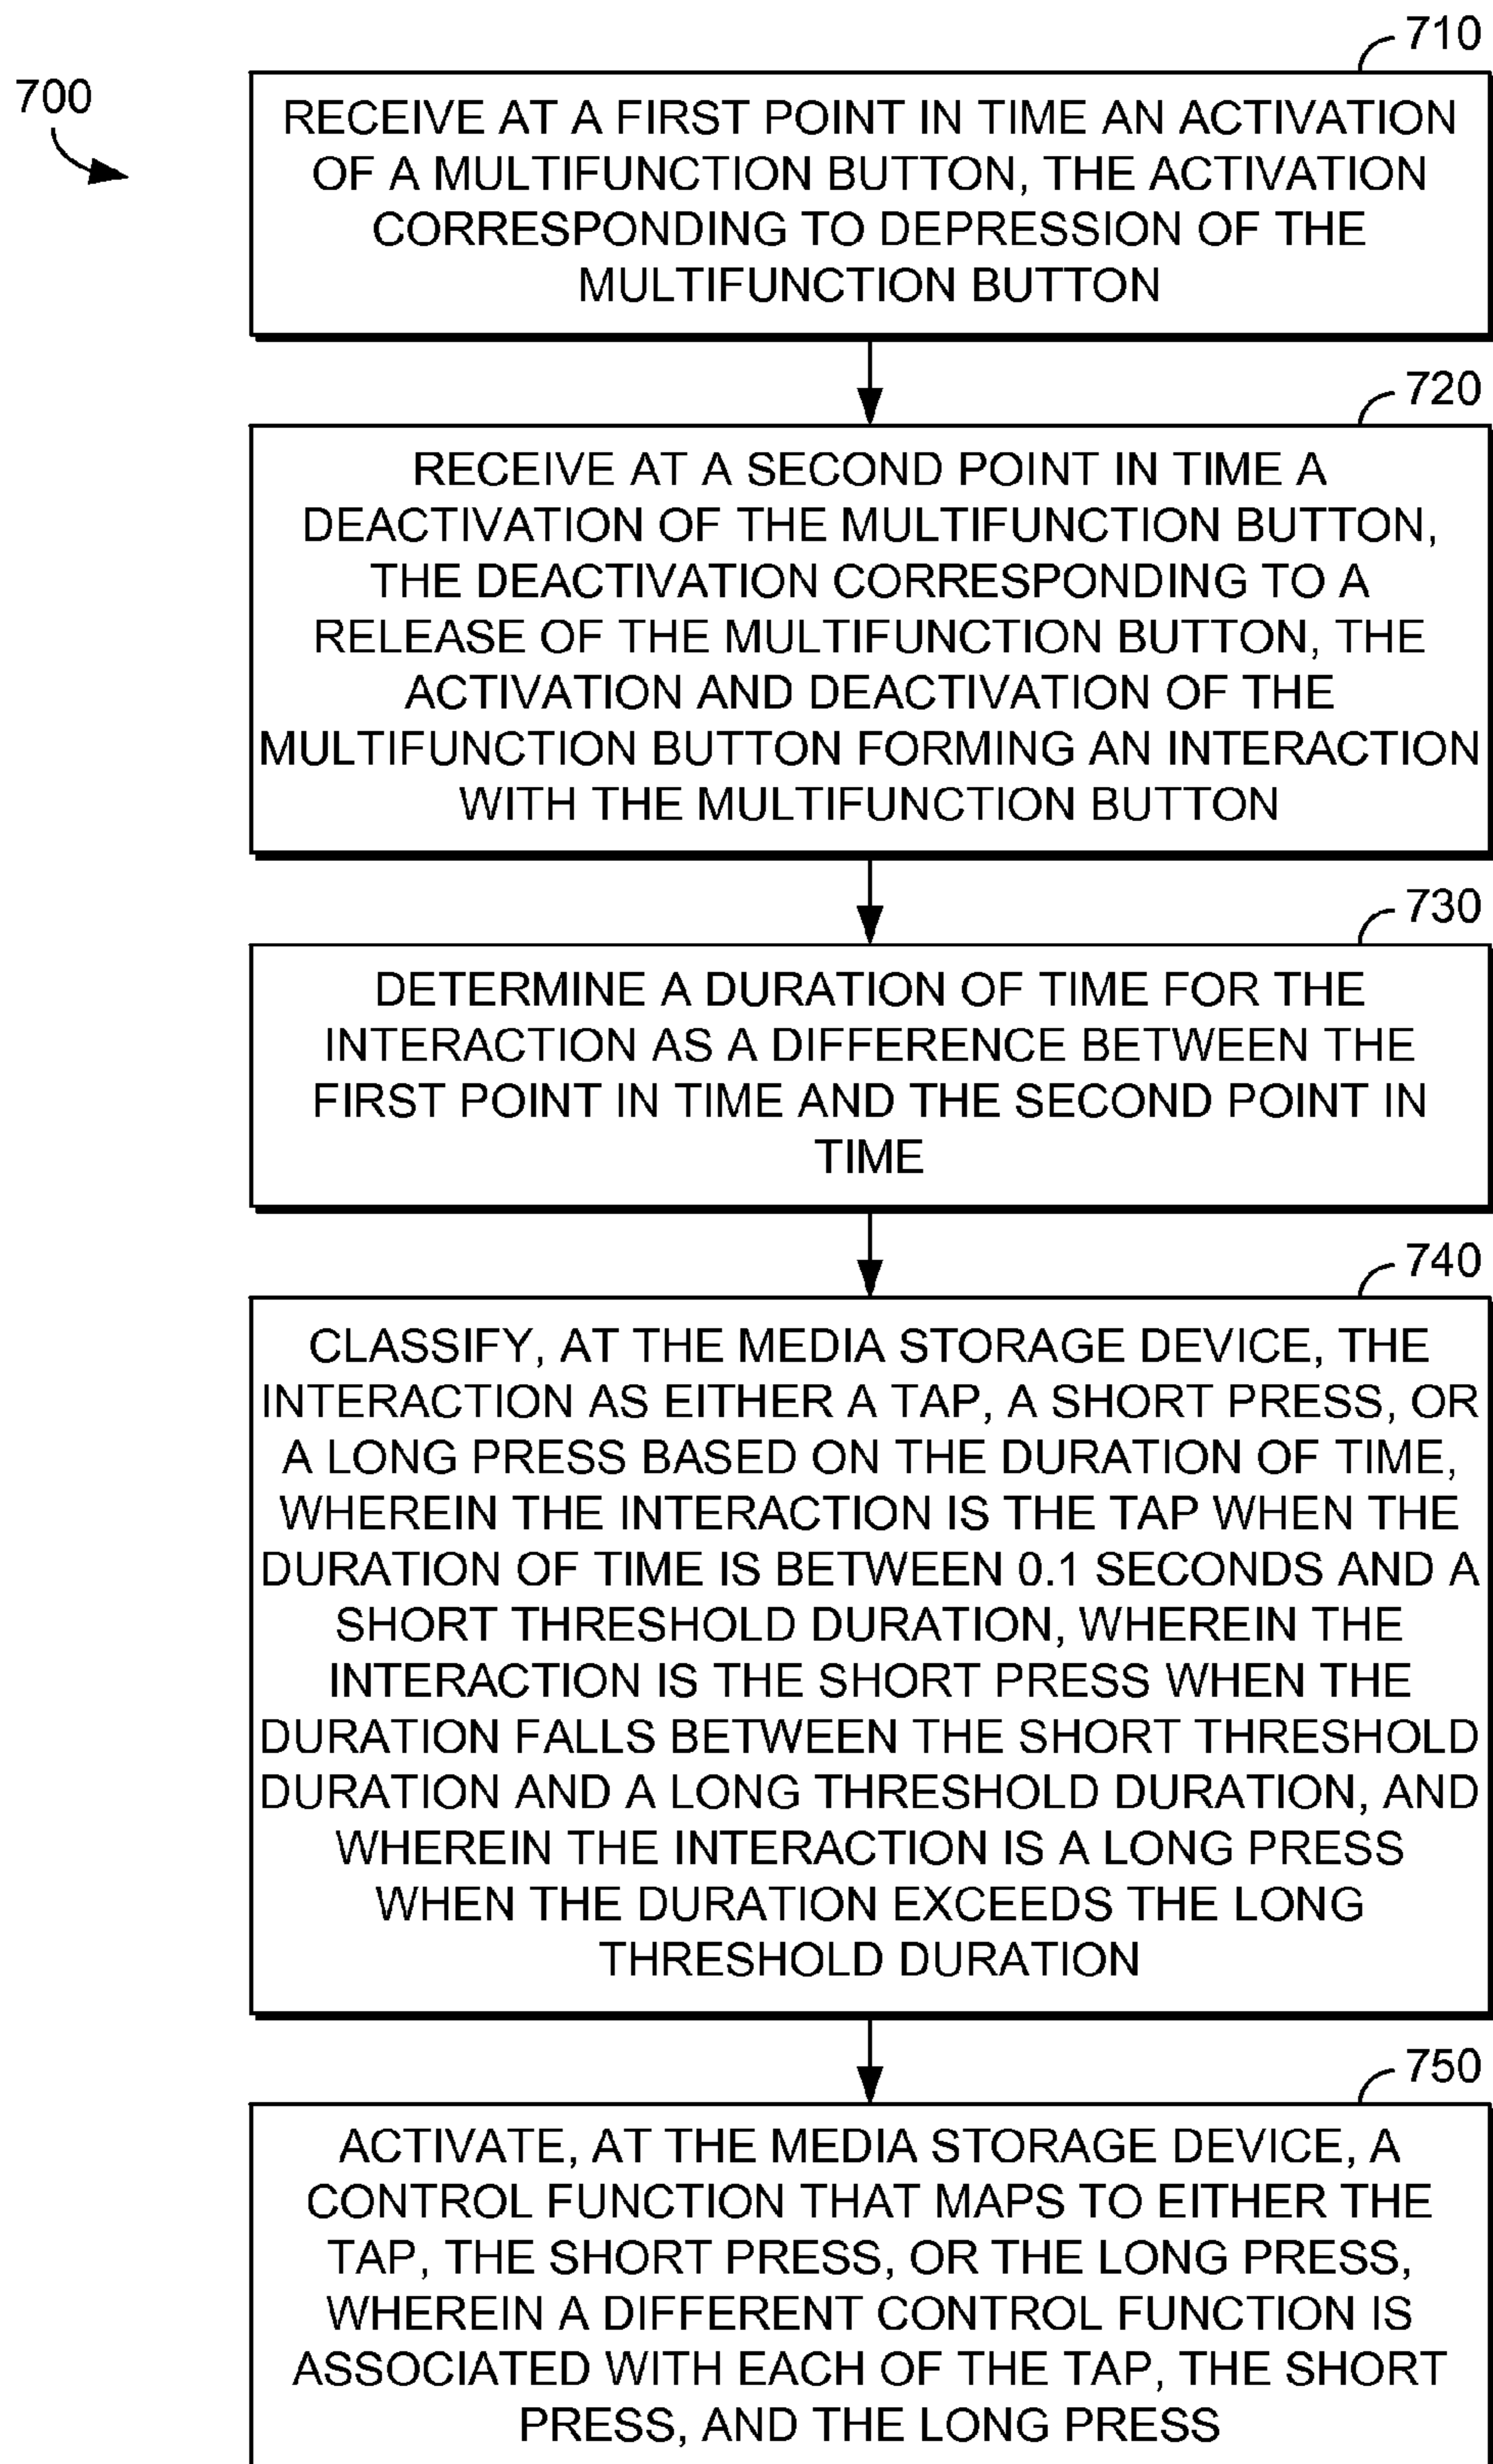 700
710
RECEIVE AT A FIRST POINT IN TIME AN ACTIVATION
OF A MULTIFUNCTION BUTTON, THE ACTIVATION
CORRESPONDING TO DEPRESSION OF THE
MULTIFUNCTION BUTTON
720
RECEIVE AT A SECOND POINT IN TIME A
DEACTIVATION OF THE MULTIFUNCTION BUTTON,
THE DEACTIVATION CORRESPONDING TO A
RELEASE OF THE MULTIFUNCTION BUTTON, THE
ACTIVATION AND DEACTIVATION OF THE
MULTIFUNCTION BUTTON FORMING AN INTERACTION
WITH THE MULTIFUNCTION BUTTON
730
DETERMINE A DURATION OF TIME FOR THE
INTERACTION AS A DIFFERENCE BETWEEN THE
FIRST POINT IN TIME AND THE SECOND POINT IN
TIME
740
CLASSIFY, AT THE MEDIA STORAGE DEVICE, THE
INTERACTION AS EITHER A TAP, A SHORT PRESS, OR
A LONG PRESS BASED ON THE DURATION OF TIME,
WHEREIN THE INTERACTION IS THE TAP WHEN THE
DURATION OF TIME IS BETWEEN 0.1 SECONDS AND A
SHORT THRESHOLD DURATION, WHEREIN THE
INTERACTION IS THE SHORT PRESS WHEN THE
DURATION FALLS BETWEEN THE SHORT THRESHOLD
DURATION AND A LONG THRESHOLD DURATION, AND
WHEREIN THE INTERACTION IS A LONG PRESS
WHEN THE DURATION EXCEEDS THE LONG
THRESHOLD DURATION
750
ACTIVATE, AT THE MEDIA STORAGE DEVICE, A
CONTROL FUNCTION THAT MAPS TO EITHER THE
TAP, THE SHORT PRESS, OR THE LONG PRESS,
WHEREIN A DIFFERENT CONTROL FUNCTION IS
ASSOCIATED WITH EACH OF THE TAP, THE SHORT
PRESS, AND THE LONG PRESS